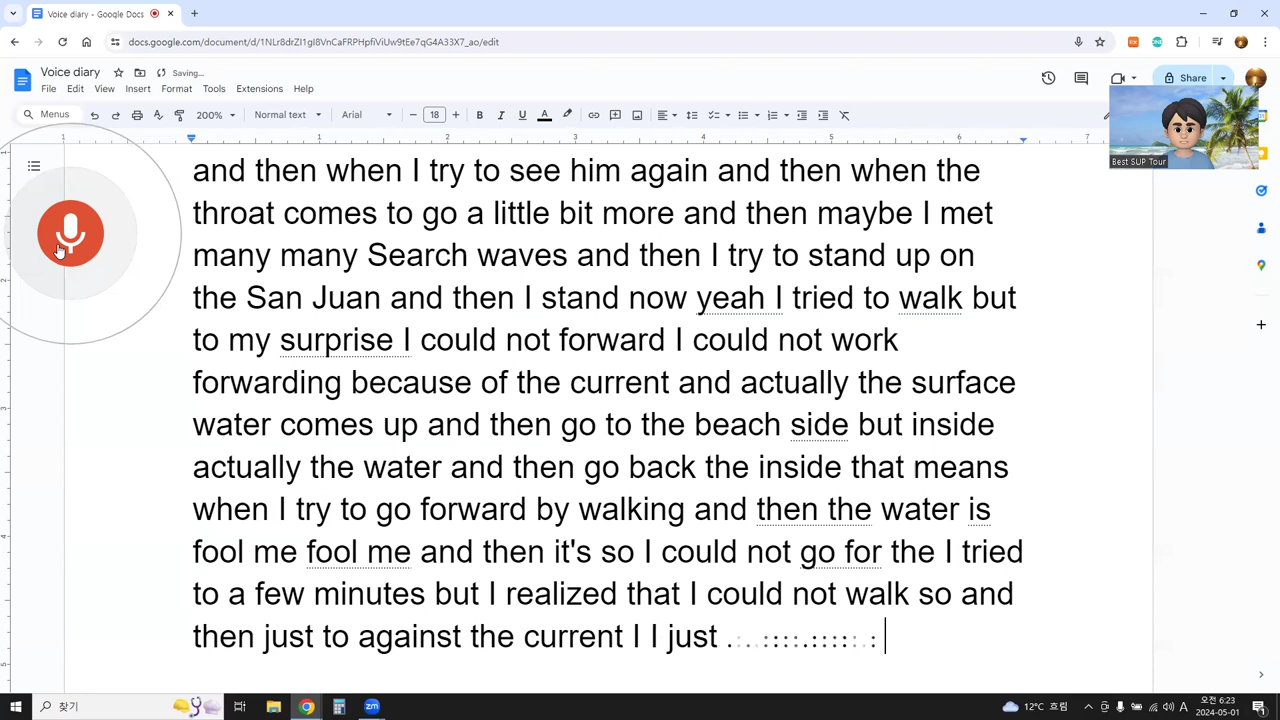 Voice diary - Google Docs
docs.google.com/document/d/1NLr8drZI1gI8VnCaFRPHpfiViUw9tEe7qG4A33X7_ao/edit
Voice diary Saving...
File Edit View Insert Format Tools Extensions Help
Share
Menus 200% Normal text Arial 18
Best SUP Tour
and then when I try to see him again and then when the
throat comes to go a little bit more and then maybe I met
many many Search waves and then I try to stand up on
the San Juan and then I stand now yeah I tried to walk but
to my surprise I could not forward I could not work
forwarding because of the current and actually the surface
water comes up and then go to the beach side but inside
actually the water and then go back the inside that means
when I try to go forward by walking and then the water is
fool me fool me and then it's so I could not go for the I tried
to a few minutes but I realized that I could not walk so and
then just to against the current I I just
찾기
12°C 흐림
A
오전 6:23
2024-05-01